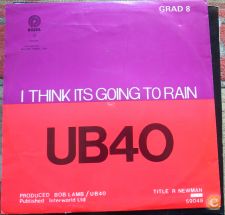 GRAD 8
I THINK ITS GOING TO RAIN
UB40
PRODUCED BOB LAMB / UB40
Published Interworld Ltd
TITLE R NEWMAN
59048